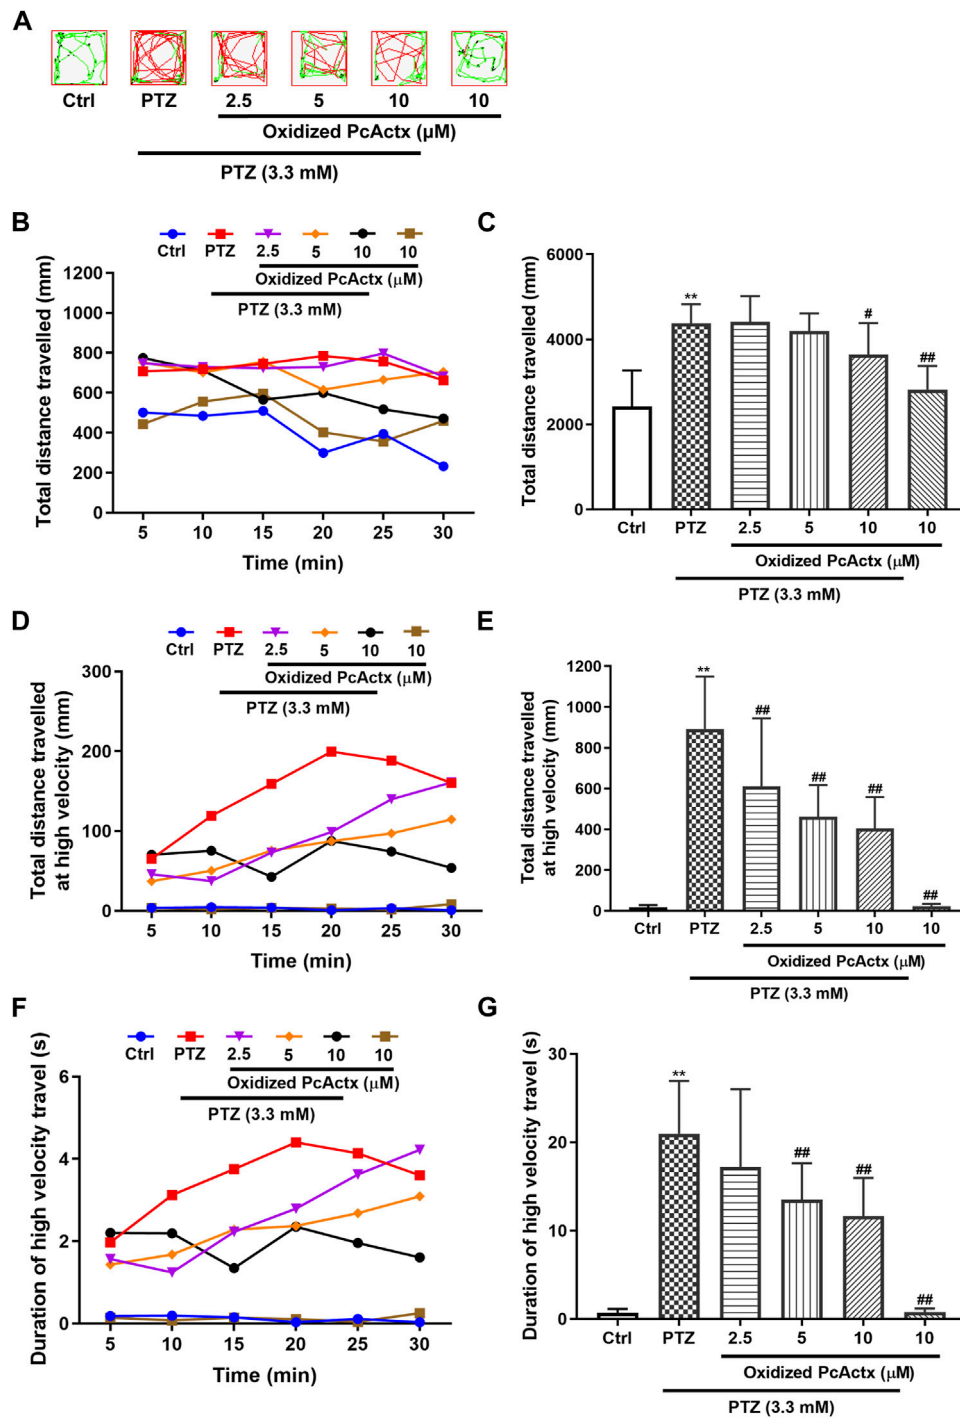 A
Ctrl PTZ 2.5 5 10 10
Oxidized PcActx (µM)
PTZ (3.3 mM)
B
Ctrl PTZ 2.5 5 10 10
Oxidized PcActx (µM)
PTZ (3.3 mM)
Total distance travelled (mm)
1200
1000
800
600
400
200
0
5 10 15 20 25 30
Time (min)
C
Total distance travelled (mm)
6000
4000
2000
0
** # ##
Ctrl PTZ 2.5 5 10 10
Oxidized PcActx (µM)
PTZ (3.3 mM)
D
Ctrl PTZ 2.5 5 10 10
Oxidized PcActx (µM)
PTZ (3.3 mM)
Total distance travelled
at high velocity (mm)
300
200
100
0
5 10 15 20 25 30
Time (min)
E
Total distance travelled
at high velocity (mm)
1200
1000
800
600
400
200
0
** ## ## ## ##
Ctrl PTZ 2.5 5 10 10
Oxidized PcActx (µM)
PTZ (3.3 mM)
F
Ctrl PTZ 2.5 5 10 10
Oxidized PcActx (µM)
PTZ (3.3 mM)
Duration of high velocity travel (s)
6
4
2
0
5 10 15 20 25 30
Time (min)
G
Duration of high velocity travel (s)
30
20
10
0
** ## ## ##
Ctrl PTZ 2.5 5 10 10
Oxidized PcActx (µM)
PTZ (3.3 mM)